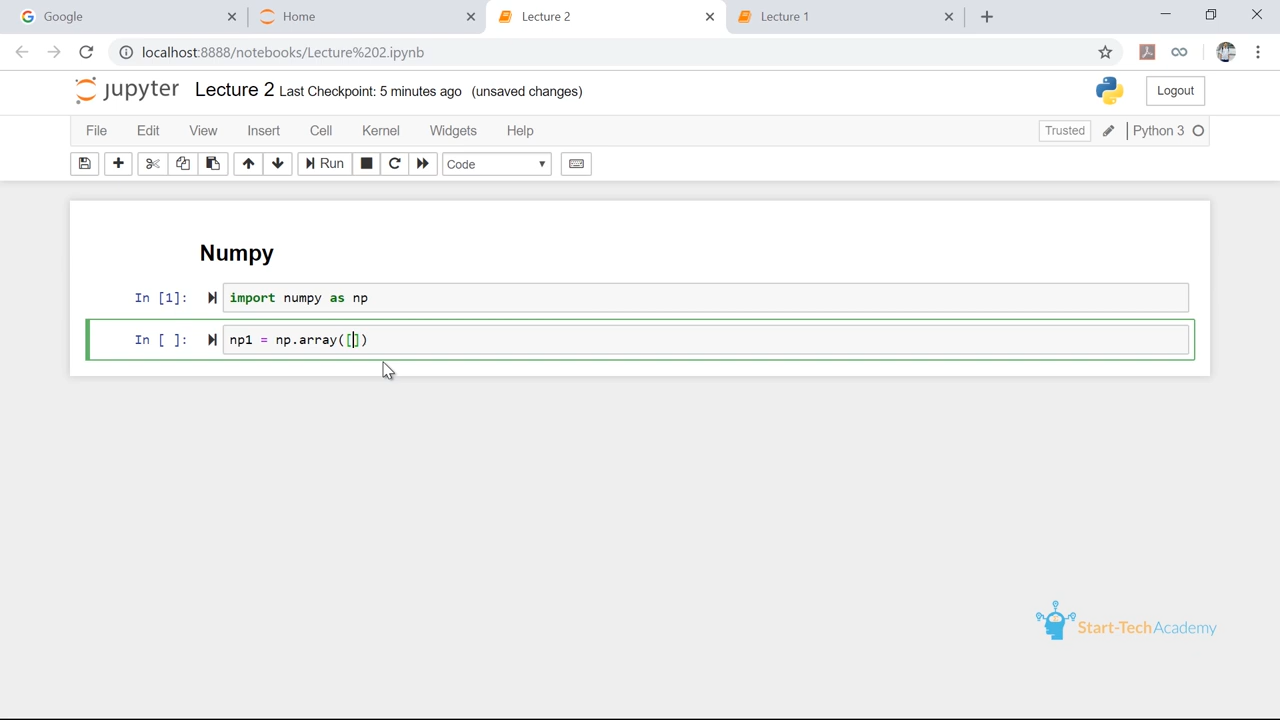 Google
Home
Lecture 2
Lecture 1
localhost:8888/notebooks/Lecture%202.ipynb
jupyter Lecture 2 Last Checkpoint: 5 minutes ago (unsaved changes)
Logout
File Edit View Insert Cell Kernel Widgets Help
Trusted
Python 3
Run
Code
Numpy
In [1]: import numpy as np
In [ ]: np1 = np.array([])
Start-TechAcademy